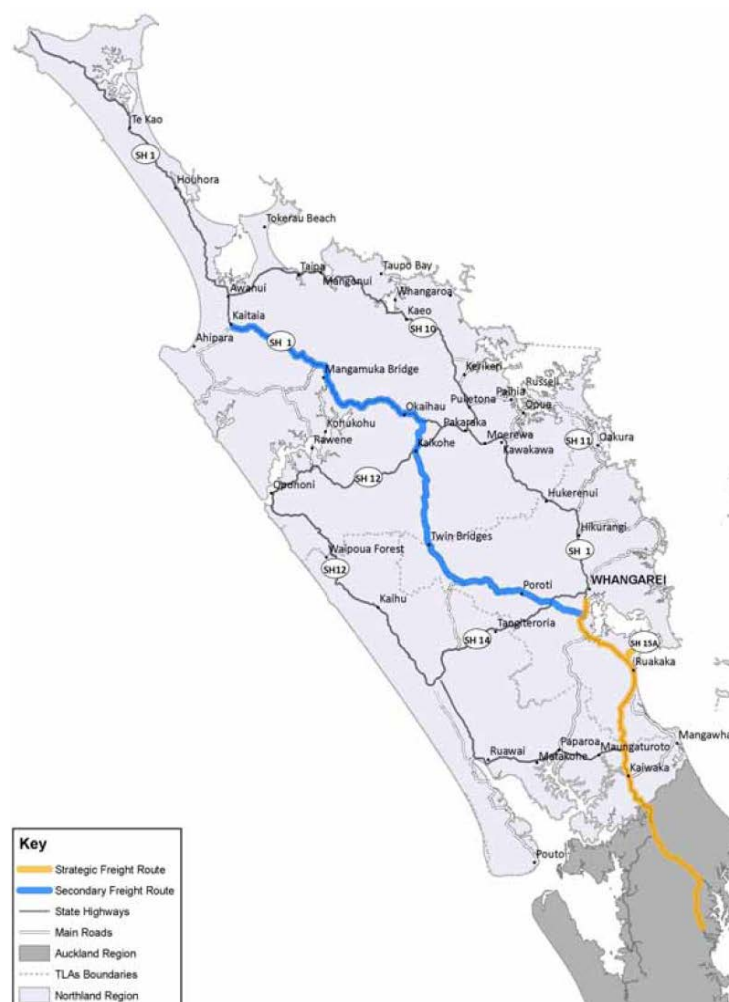 Te Kao
SH 1
Houhora
Tokerau Beach
Taipa
Taupo Bay
Mangonui
Whangaroa
Awanui
Kaeo
Kaitaia
SH 10
SH 1
Ahipara
Mangamuka Bridge
Kerikeri
Russell
Paihia
Okaihau
Puketona
Opua
Kohukohu
Pakaraka
Rawene
Kaikohe
Moerewa
SH 11
Oakura
Kawakawa
SH 12
Opononi
Hukerenui
Twin Bridges
Hikurangi
Waipoua Forest
SH 1
SH12
WHANGAREI
Kaihu
Poroti
SH 14
Tangiteroria
SH 15A
Ruakaka
Mangawha
Paparoa
Maungaturoto
Ruawai
Matakohe
Kaiwaka
Pouto
Key
Strategic Freight Route
Secondary Freight Route
State Highways
Main Roads
Auckland Region
TLAs Boundaries
Northland Region